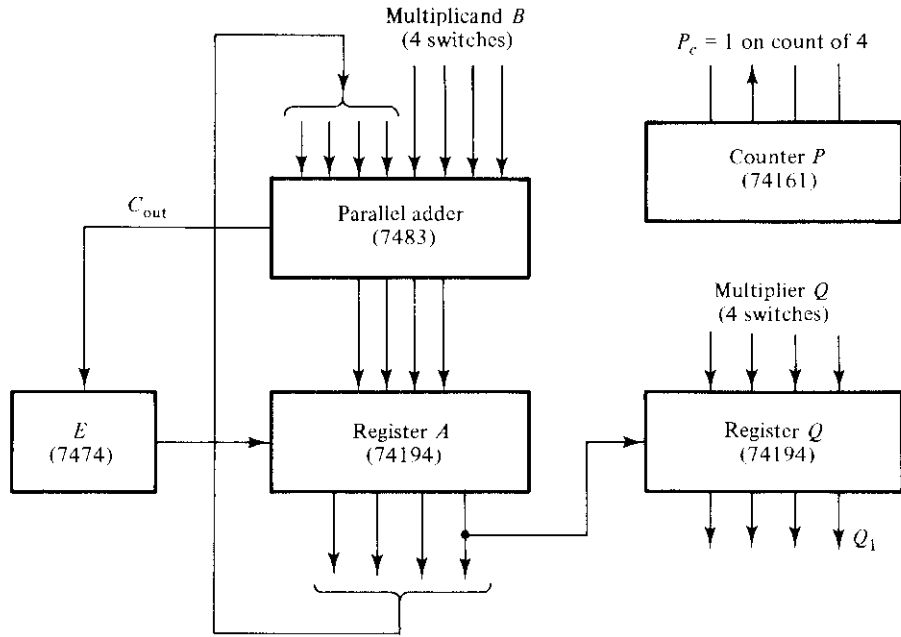 Multiplicand B
(4 switches)
P_c = 1 on count of 4
Counter P
(74161)
C_out
Parallel adder
(7483)
Multiplier Q
(4 switches)
E
(7474)
Register A
(74194)
Register Q
(74194)
Q_1